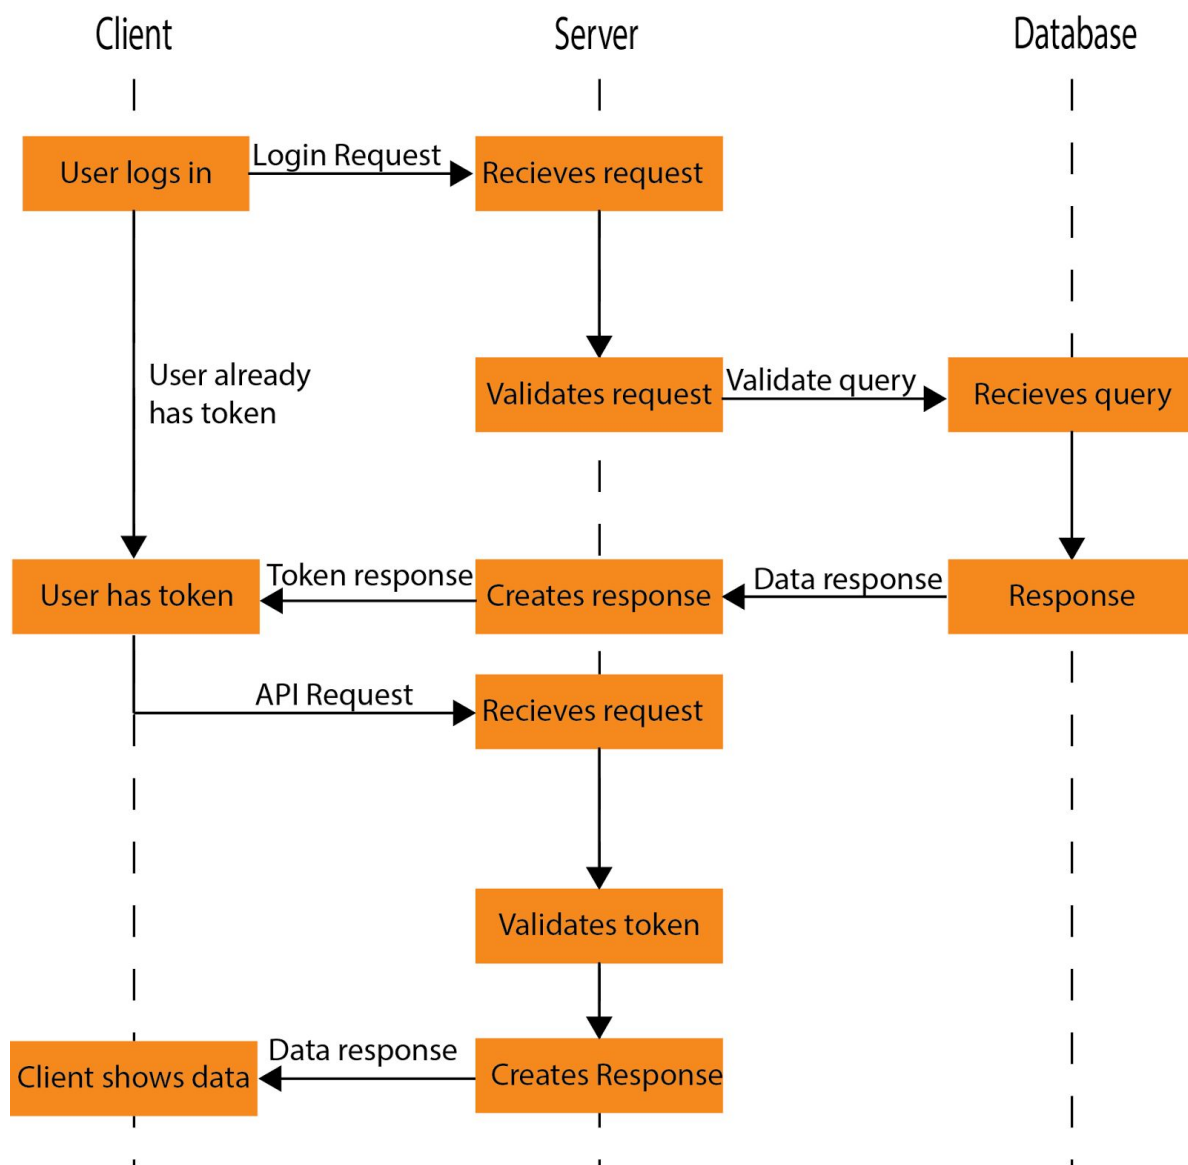 Client
Server
Database
User logs in
Login Request
Recieves request
User already
has token
Validates request
Validate query
Recieves query
User has token
Token response
Creates response
Data response
Response
API Request
Recieves request
Validates token
Client shows data
Data response
Creates Response